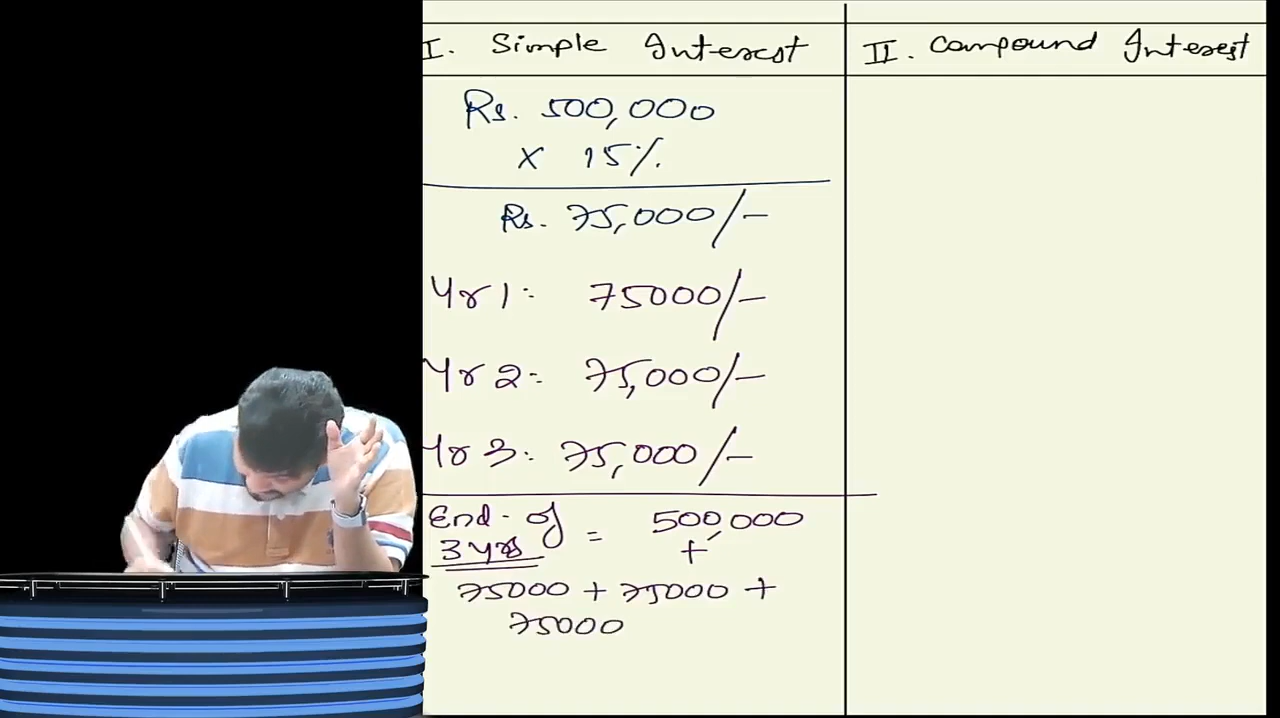 I. Simple Interest
II. Compound Interest
Rs. 500,000
x 15%
Rs. 75,000/-
Yr 1:- 75000/-
Yr 2:- 75,000/-
Yr 3:- 75,000/-
End of 3 yrs = 500,000
+
75000 + 75000 +
75000